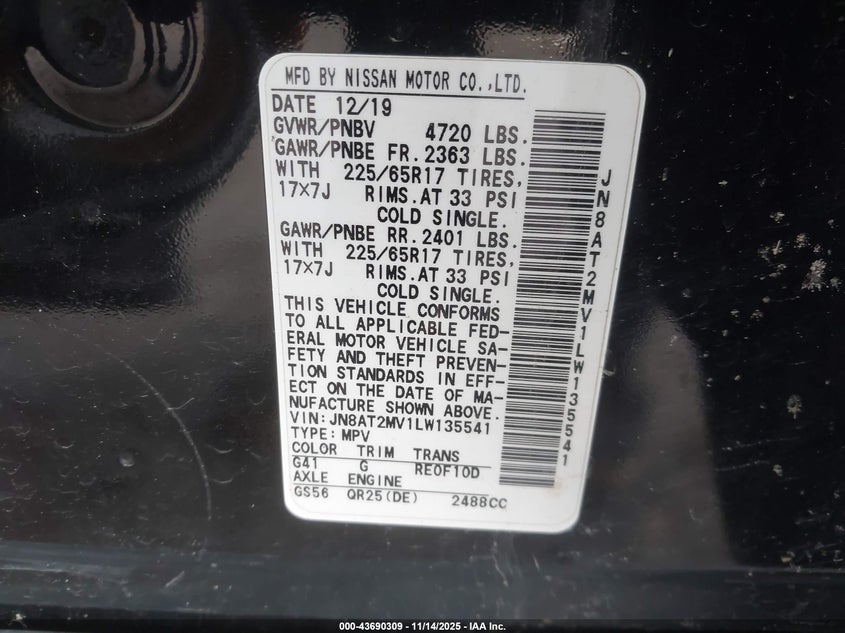 MFD BY NISSAN MOTOR CO.,LTD.
DATE 12/19
GVWR/PNBV 4720 LBS.
GAWR/PNBE FR. 2363 LBS.
WITH 225/65R17 TIRES,
17×7J RIMS.AT 33 PSI
COLD SINGLE.
GAWR/PNBE RR. 2401 LBS.
WITH 225/65R17 TIRES,
17×7J RIMS.AT 33 PSI
COLD SINGLE.
THIS VEHICLE CONFORMS
TO ALL APPLICABLE FED-
ERAL MOTOR VEHICLE SA-
FETY AND THEFT PREVEN-
TION STANDARDS IN EFF-
ECT ON THE DATE OF MA-
NUFACTURE SHOWN ABOVE.
VIN: JN8AT2MV1LW135541
TYPE: MPV
COLOR TRIM TRANS
G41 G RE0F10D
AXLE ENGINE
GS56 QR25(DE) 2488CC
JN8AT2MV1LW135541
000-43690309 - 11/14/2025 - IAA Inc.